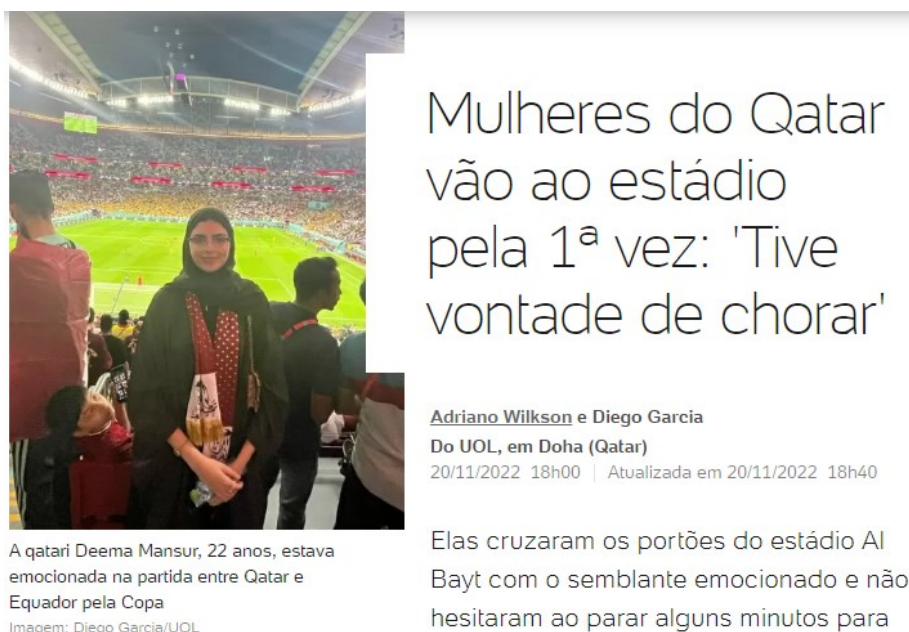 Mulheres do Qatar
vão ao estádio
pela 1ª vez: 'Tive
vontade de chorar'
Adriano Wilkson e Diego Garcia
Do UOL, em Doha (Qatar)
20/11/2022 18h00 | Atualizada em 20/11/2022 18h40
A qatari Deema Mansur, 22 anos, estava
emocionada na partida entre Qatar e
Equador pela Copa
Imagem: Diego Garcia/UOL
Elas cruzaram os portões do estádio Al
Bayt com o semblante emocionado e não
hesitaram ao parar alguns minutos para